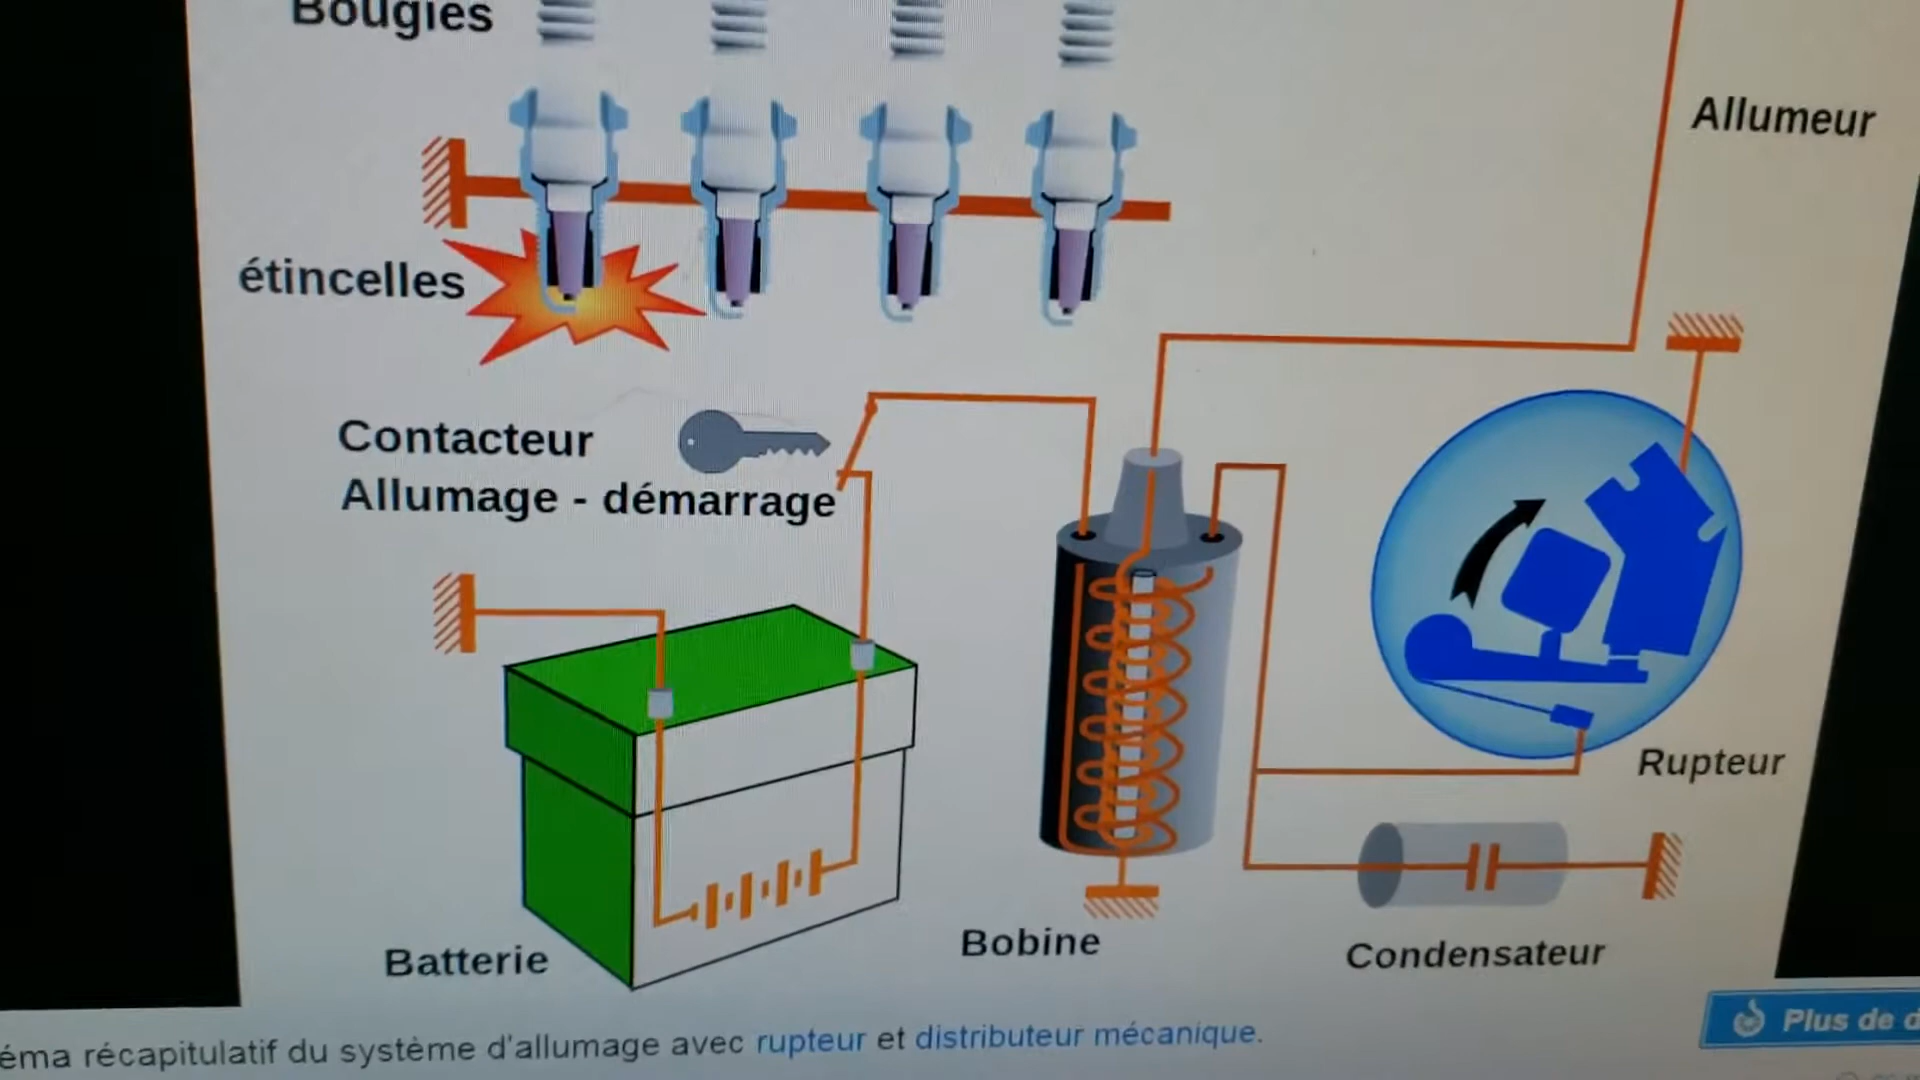 Bougies
Allumeur
étincelles
Contacteur
Allumage - démarrage
Rupteur
Bobine
Condensateur
Batterie
Plus de d
éma récapitulatif du système d'allumage avec rupteur et distributeur mécanique.